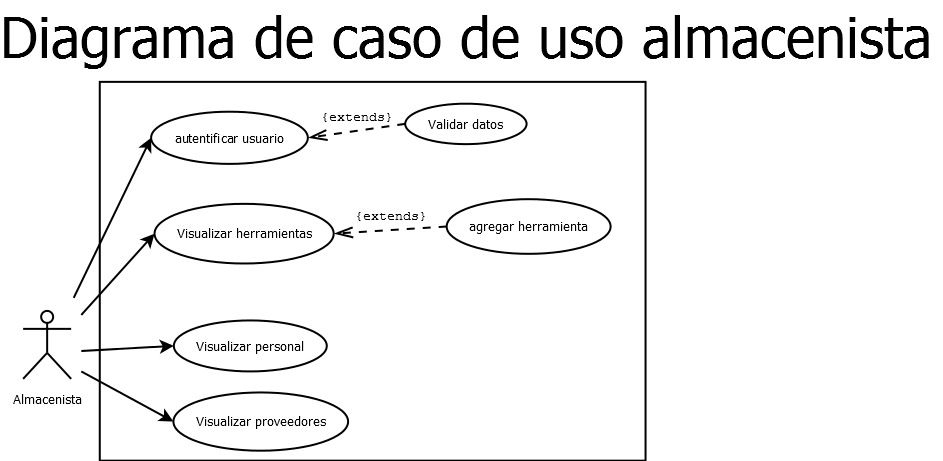 Diagrama de caso de uso almacenista
{extends}
Validar datos
autentificar usuario
{extends}
agregar herramienta
Visualizar herramientas
Visualizar personal
Almacenista
Visualizar proveedores